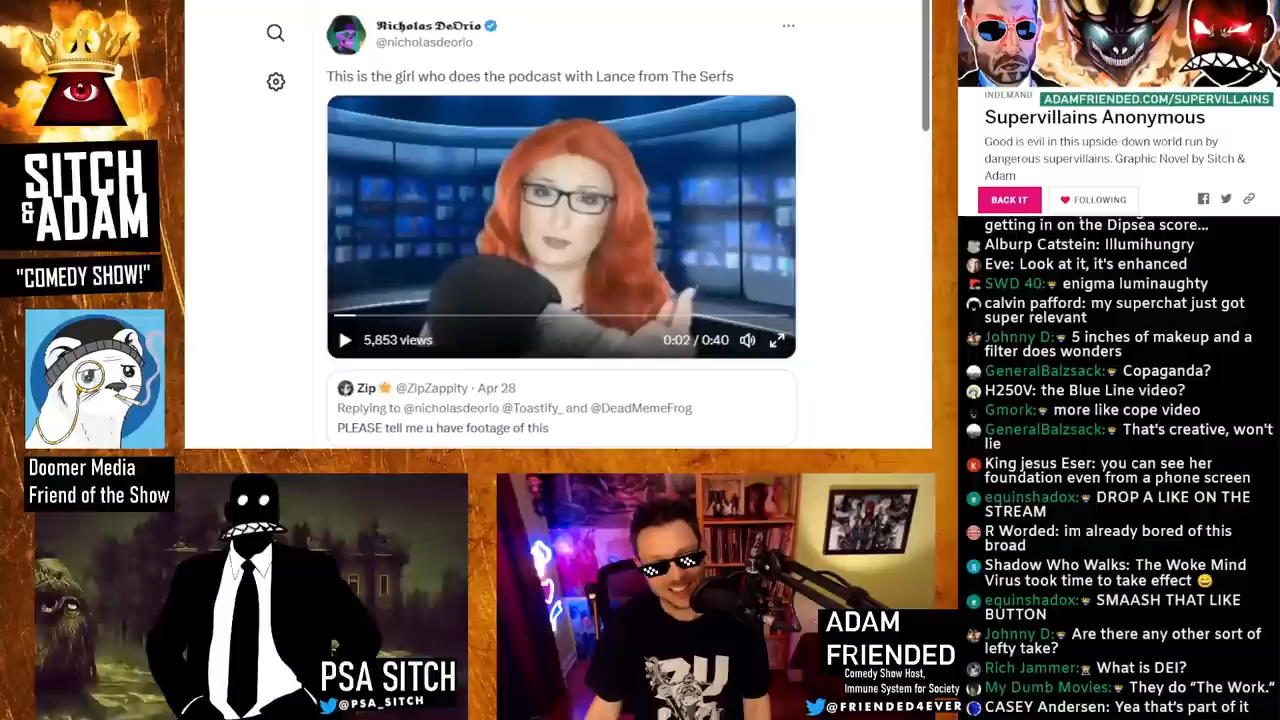 SITCH
& ADAM
"COMEDY SHOW!"
Doomer Media
Friend of the Show
Nicholas DeOrio
@nicholasdeorio
This is the girl who does the podcast with Lance from The Serfs
5,853 views
0:02 / 0:40
Zip @ZipZappity · Apr 28
Replying to @nicholasdeorio @Toastify_ and @DeadMemeFrog
PLEASE tell me u have footage of this
PSA SITCH
@PSA_SITCH
ADAM
FRIENDED
Comedy Show Host,
Immune System for Society
@FRIENDED4EVER
INDEMAND
ADAMFRIENDED.COM/SUPERVILLAINS
Supervillains Anonymous
Good is evil in this upside-down world run by
dangerous supervillains. Graphic Novel by Sitch &
Adam
BACK IT
FOLLOWING
getting in on the Dipsea score...
Alburp Catstein: Illumihungry
Eve: Look at it, it's enhanced
SWD 40: enigma luminaughty
calvin pafford: my superchat just got
super relevant
Johnny D: 5 inches of makeup and a
filter does wonders
GeneralBalzsack: Copaganda?
H250V: the Blue Line video?
Gmork: more like cope video
GeneralBalzsack: That's creative, won't
lie
King jesus Eser: you can see her
foundation even from a phone screen
equinshadox: DROP A LIKE ON THE
STREAM
R Worded: im already bored of this
broad
Shadow Who Walks: The Woke Mind
Virus took time to take effect 😄
equinshadox: SMAASH THAT LIKE
BUTTON
Johnny D: Are there any other sort of
lefty take?
Rich Jammer: What is DEI?
My Dumb Movies: They do “The Work.”
CASEY Andersen: Yea that's part of it